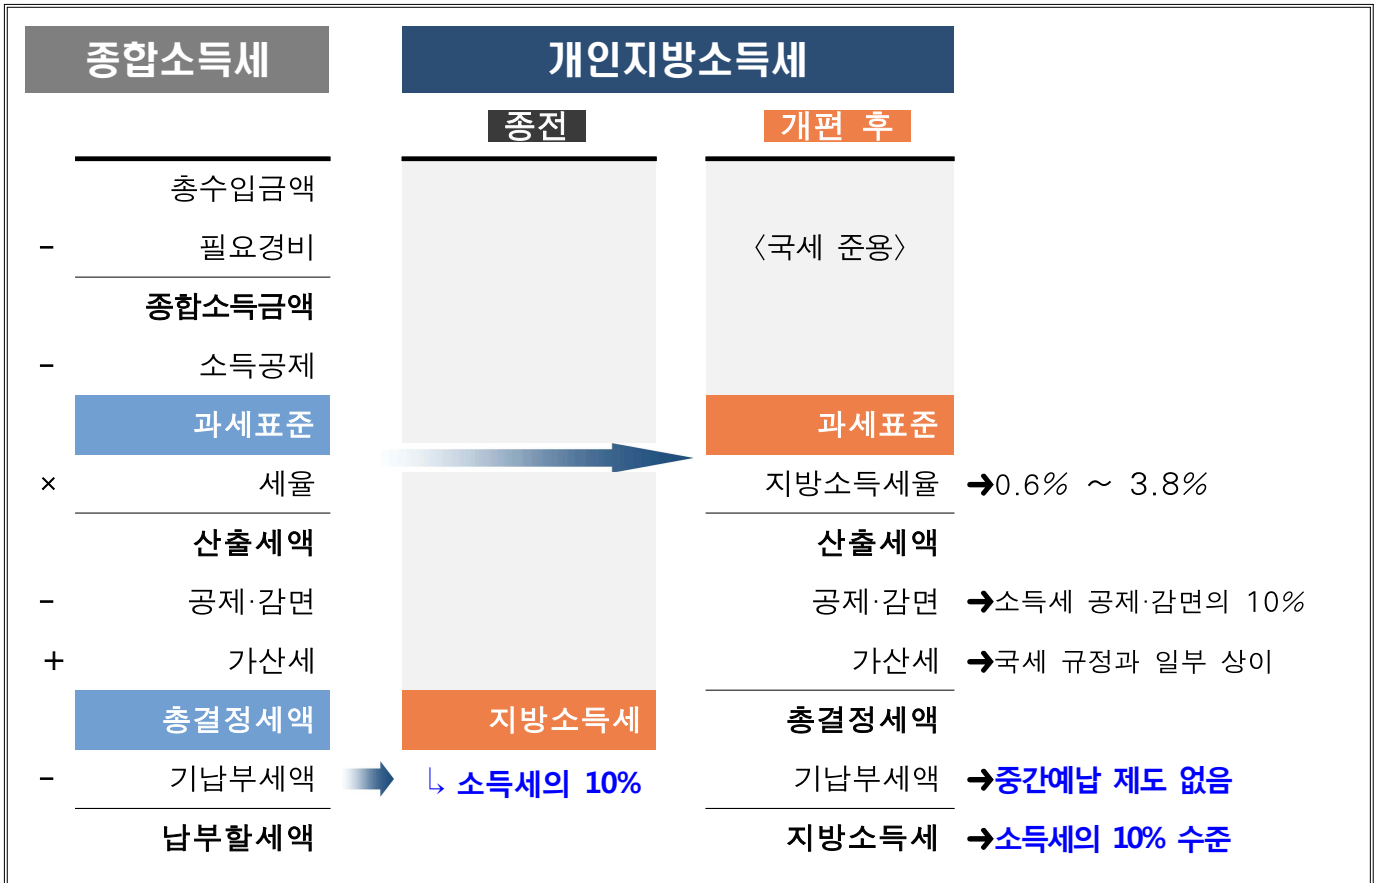 종합소득세 개인지방소득세
종전 개편 후
총수입금액
- 필요경비 〈국세 준용〉
종합소득금액
- 소득공제
과세표준 과세표준
× 세율 지방소득세율 ➔0.6% ～ 3.8%
산출세액 산출세액
- 공제·감면 공제·감면 ➔소득세 공제·감면의 10%
+ 가산세 가산세 ➔국세 규정과 일부 상이
총결정세액 지방소득세 총결정세액
- 기납부세액 ↳ 소득세의 10% 기납부세액 ➔중간예납 제도 없음
납부할세액 지방소득세 ➔소득세의 10% 수준